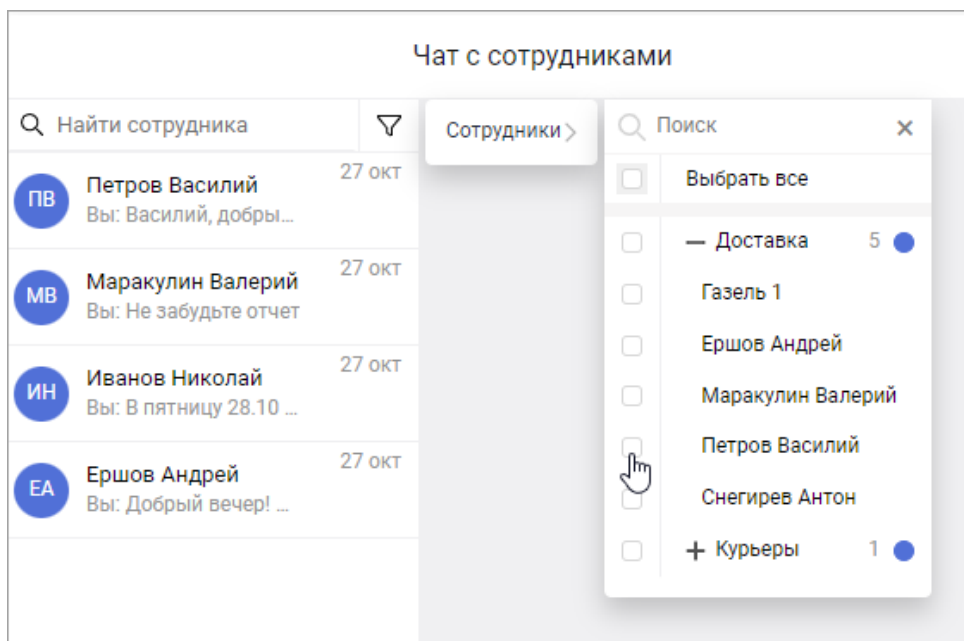 Чат с сотрудниками
Найти сотрудника
ПВ
Петров Василий
27 окт
Вы: Василий, добры...
МВ
Маракулин Валерий
27 окт
Вы: Не забудьте отчет
ИН
Иванов Николай
27 окт
Вы: В пятницу 28.10 ...
ЕА
Ершов Андрей
27 окт
Вы: Добрый вечер! ...
Сотрудники
Поиск
Выбрать все
Доставка 5
Газель 1
Ершов Андрей
Маракулин Валерий
Петров Василий
Снегирев Антон
Курьеры 1